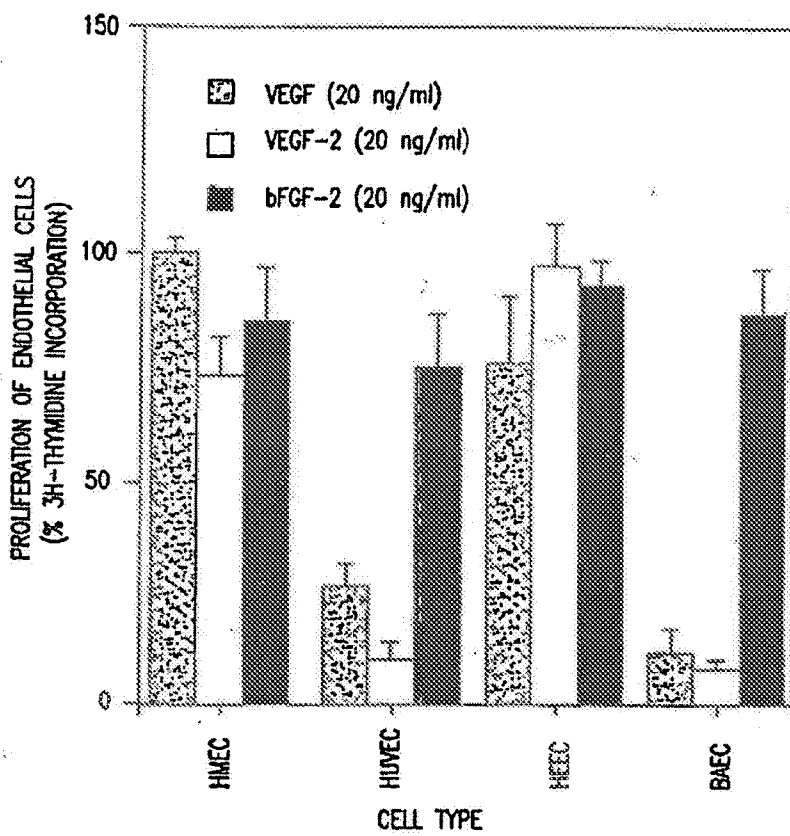 150
VEGF (20 ng/ml)
VEGF-2 (20 ng/ml)
bFGF-2 (20 ng/ml)
PROLIFERATION OF ENDOTHELIAL CELLS
(% 3H-THYMIDINE INCORPORATION)
100
50
0
HMEC
HUVEC
HEEC
BAEC
CELL TYPE